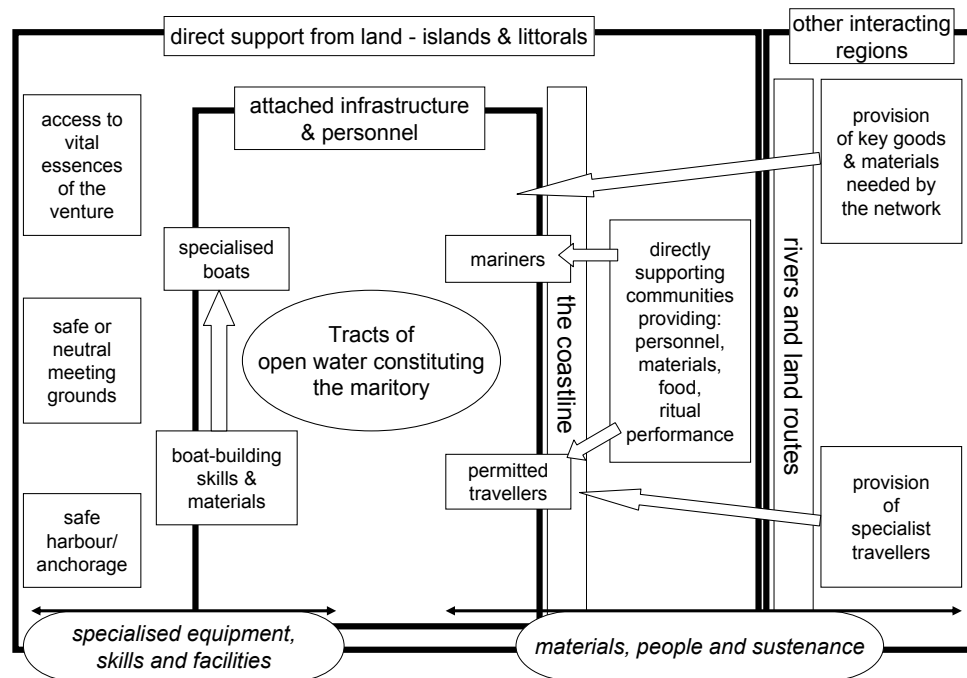 direct support from land - islands & littorals
other interacting
regions
attached infrastructure
& personnel
access to
vital
essences
of the
venture
provision
of key goods
& materials
needed by
the network
specialised
boats
mariners
directly
supporting
communities
providing:
personnel,
materials,
food,
ritual
performance
the coastline
rivers and land routes
safe or
neutral
meeting
grounds
Tracts of
open water constituting
the maritory
boat-building
skills &
materials
permitted
travellers
safe
harbour/
anchorage
provision
of
specialist
travellers
specialised equipment,
skills and facilities
materials, people and sustenance